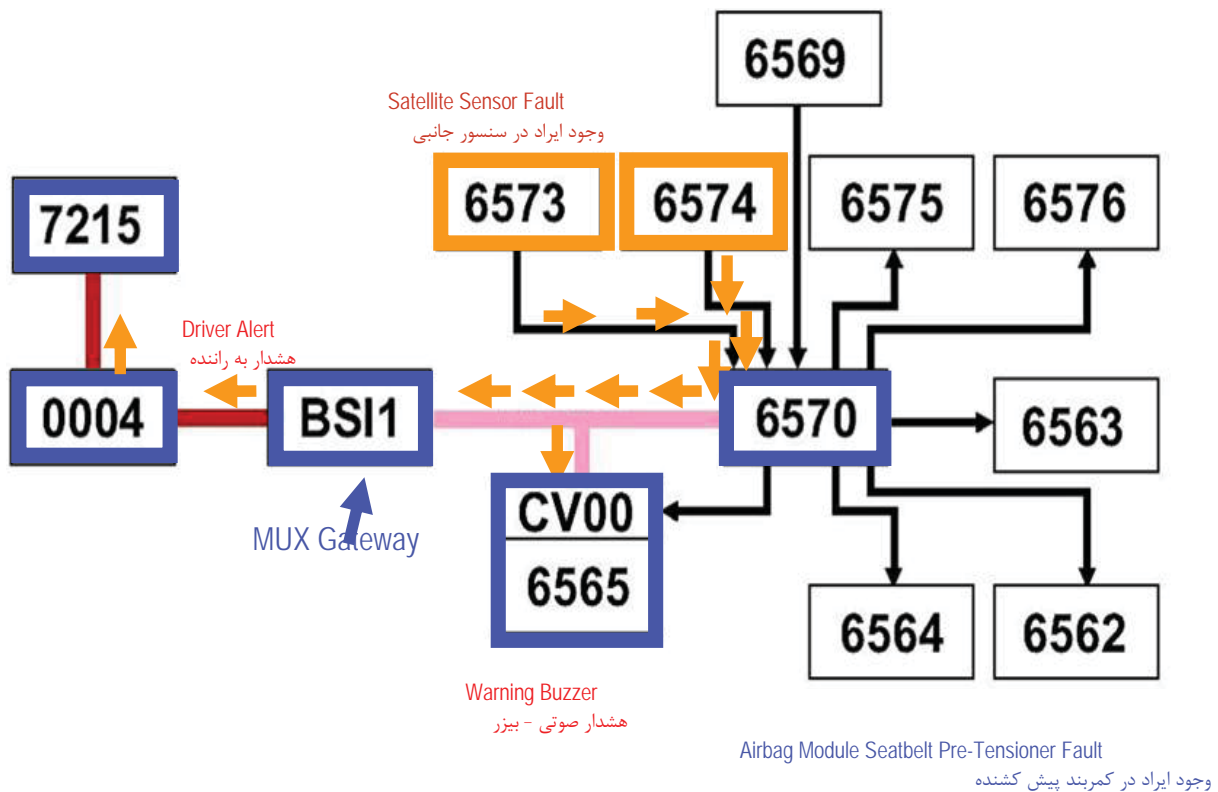 6569
Satellite Sensor Fault
وجود ایراد در سنسور جانبی
6573
6574
6575
6576
7215
Driver Alert
هشدار به راننده
0004
BSI1
6570
6563
MUX Gateway
CV00
6565
6564
6562
Warning Buzzer
هشدار صوتی - بیزر
Airbag Module Seatbelt Pre-Tensioner Fault
وجود ایراد در کمربند پیش کشنده